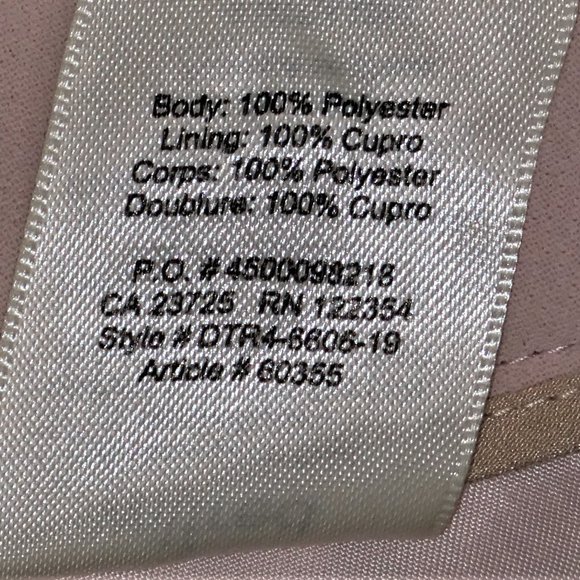 Body: 100% Polyester
Lining: 100% Cupro
Corps: 100% Polyester
Doublure: 100% Cupro
P.O. # 4500098218
CA 23725 RN 122354
Style # DTR4-6606-19
Article # 60355